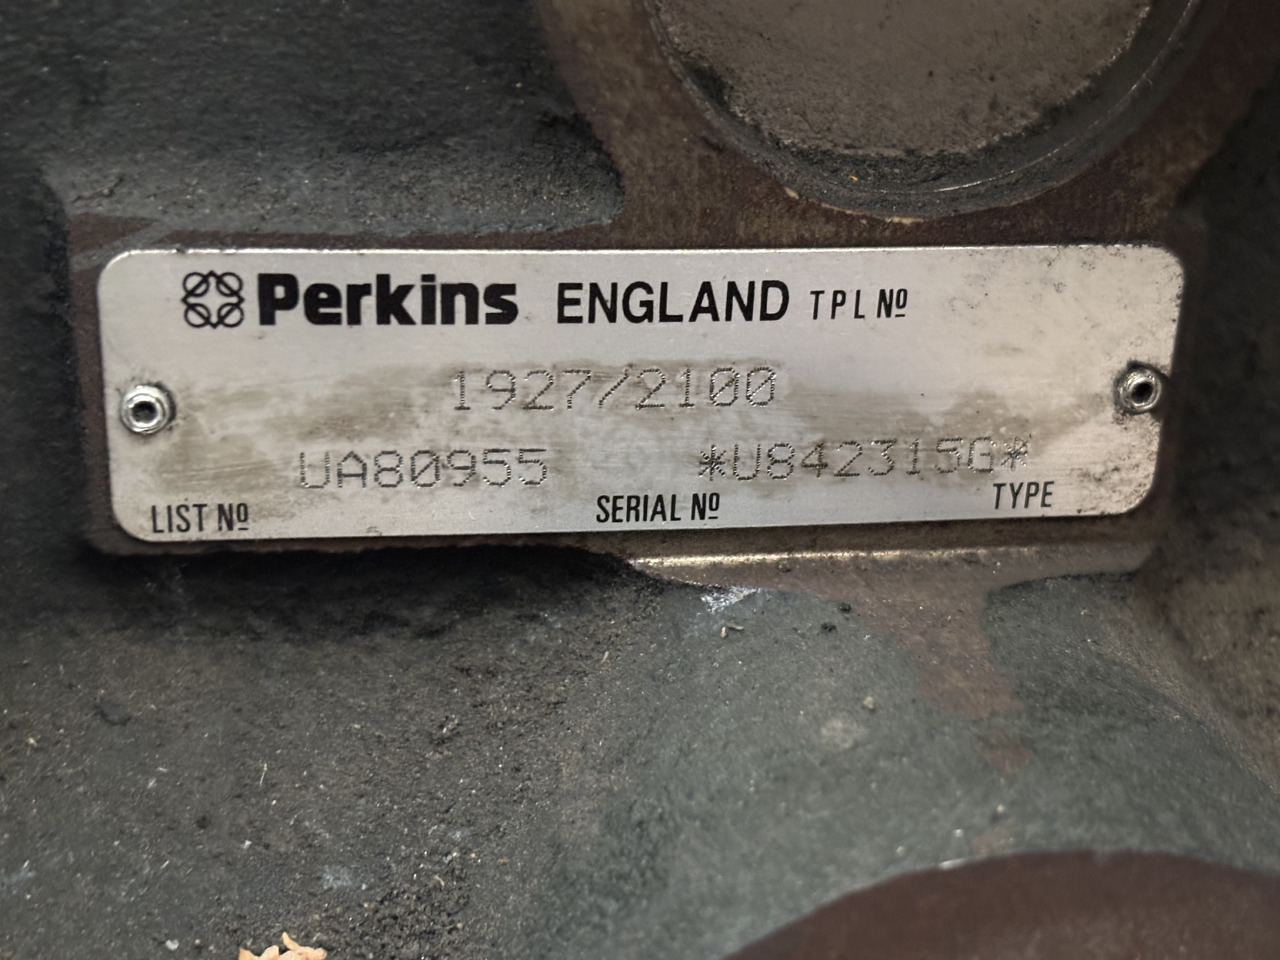 Perkins ENGLAND TPL Nº
1927/2100
UA80955 *U842315G*
LIST Nº SERIAL Nº TYPE